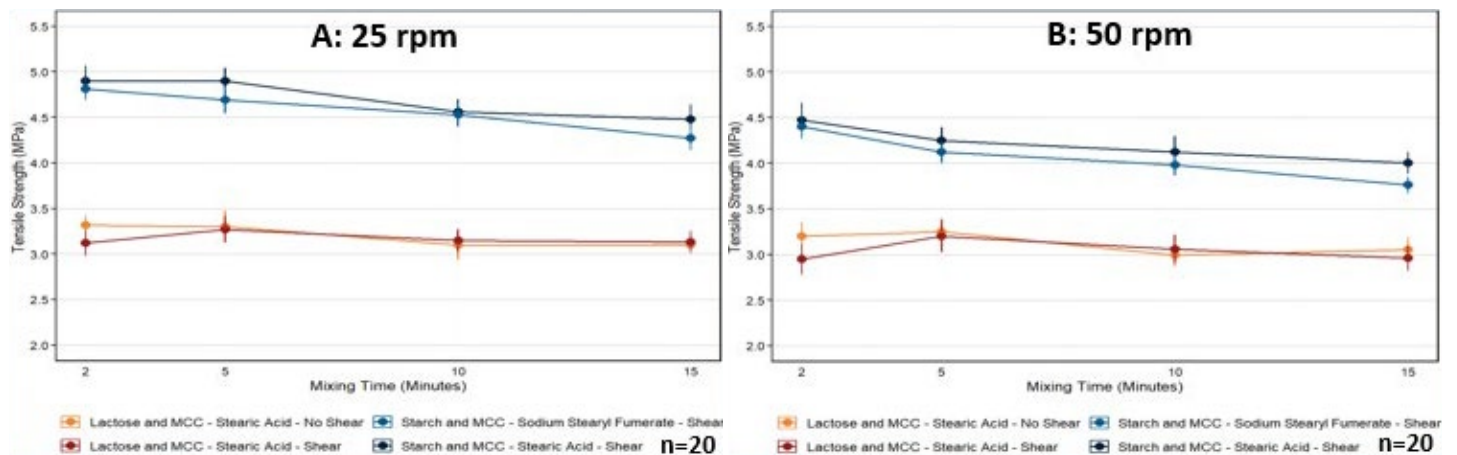 A: 25 rpm
5.5
5.0
4.5
4.0
3.5
3.0
2.5
2.0
Tensile Strength (MPa)
2 5 10 15
Mixing Time (Minutes)
Lactose and MCC - Stearic Acid - No Shear Starch and MCC - Sodium Stearyl Fumerate - Shear
Lactose and MCC - Stearic Acid - Shear Starch and MCC - Stearic Acid - Shear n=20
B: 50 rpm
5.5
5.0
4.5
4.0
3.5
3.0
2.5
2.0
Tensile Strength (MPa)
2 5 10 15
Mixing Time (Minutes)
Lactose and MCC - Stearic Acid - No Shear Starch and MCC - Sodium Stearyl Fumerate - Shear
Lactose and MCC - Stearic Acid - Shear Starch and MCC - Stearic Acid - Shear n=20